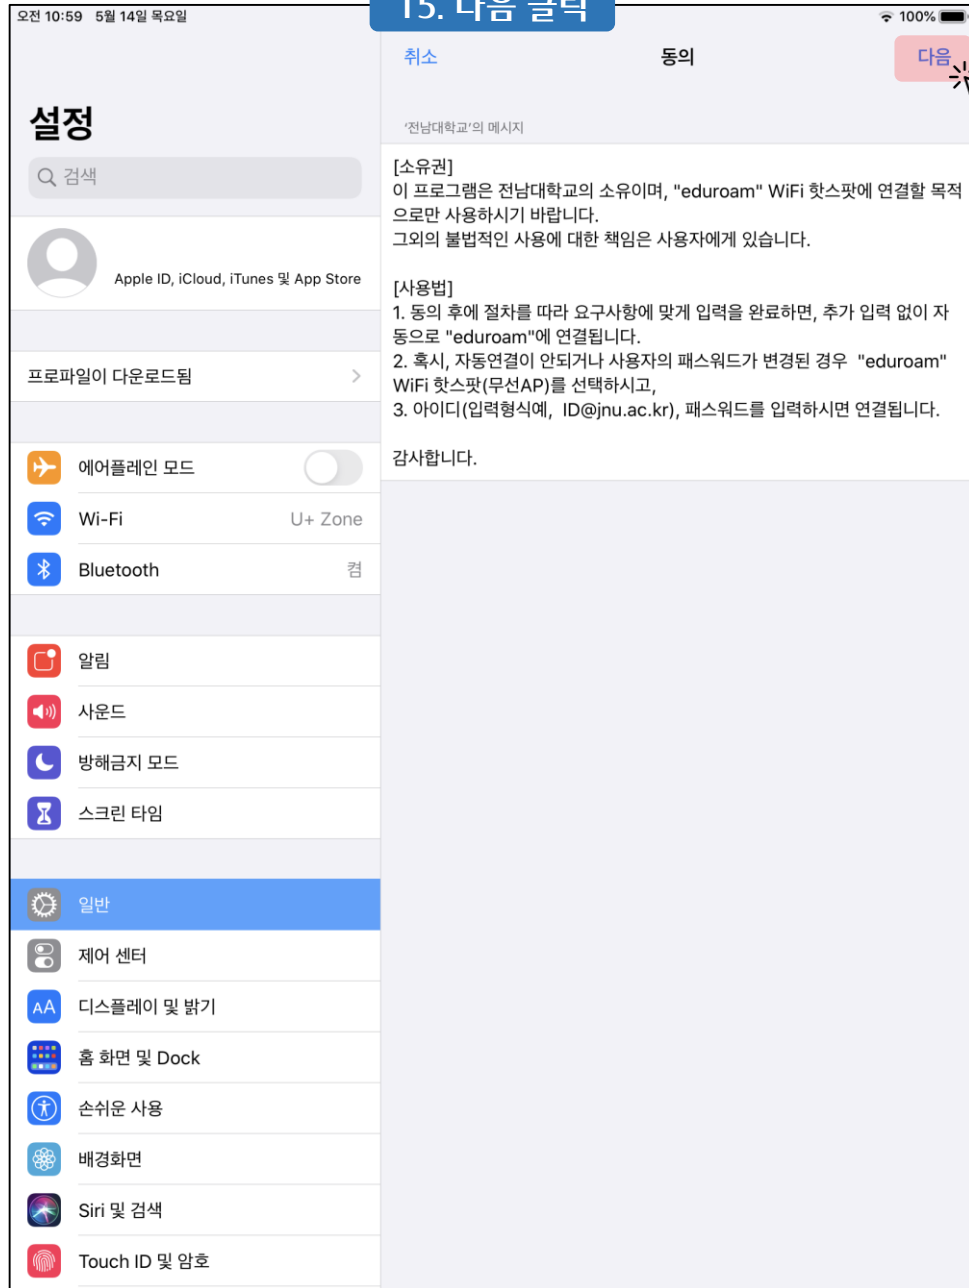 오전 10:59 5월 14일 목요일
15. 다음 클릭
100%
취소
동의
다음
설정
검색
Apple ID, iCloud, iTunes 및 App Store
프로파일이 다운로드됨
에어플레인 모드
Wi-Fi U+ Zone
Bluetooth 켬
알림
사운드
방해금지 모드
스크린 타임
일반
제어 센터
AA 디스플레이 및 밝기
홈 화면 및 Dock
손쉬운 사용
배경화면
Siri 및 검색
Touch ID 및 암호
'전남대학교'의 메시지
[소유권]
이 프로그램은 전남대학교의 소유이며, "eduroam" WiFi 핫스팟에 연결할 목적
으로만 사용하시기 바랍니다.
그외의 불법적인 사용에 대한 책임은 사용자에게 있습니다.
[사용법]
1. 동의 후에 절차를 따라 요구사항에 맞게 입력을 완료하면, 추가 입력 없이 자
동으로 "eduroam"에 연결됩니다.
2. 혹시, 자동연결이 안되거나 사용자의 패스워드가 변경된 경우 "eduroam"
WiFi 핫스팟(무선AP)를 선택하시고,
3. 아이디(입력형식예, ID@jnu.ac.kr), 패스워드를 입력하시면 연결됩니다.
감사합니다.